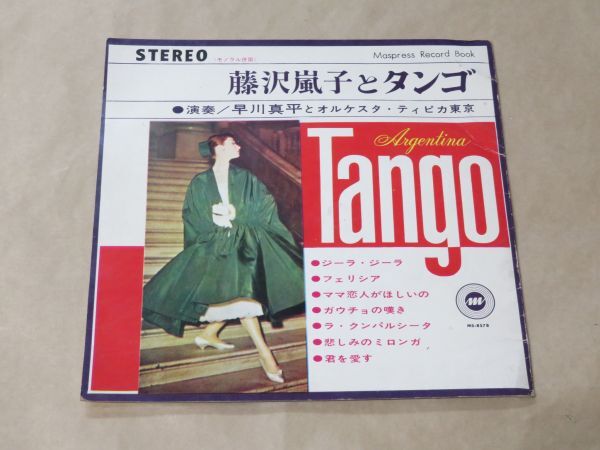 STEREO (モノラル併用)
Maspress Record Book
藤沢嵐子とタンゴ
●演奏/早川真平とオルケスタ・ティピカ東京
Argentina
Tango
●ジーラ・ジーラ
●フェリシア
●ママ恋人がほしいの
●ガウチョの嘆き
●ラ・クンパルシータ
●悲しみのミロンガ
●君を愛す
MS-8578